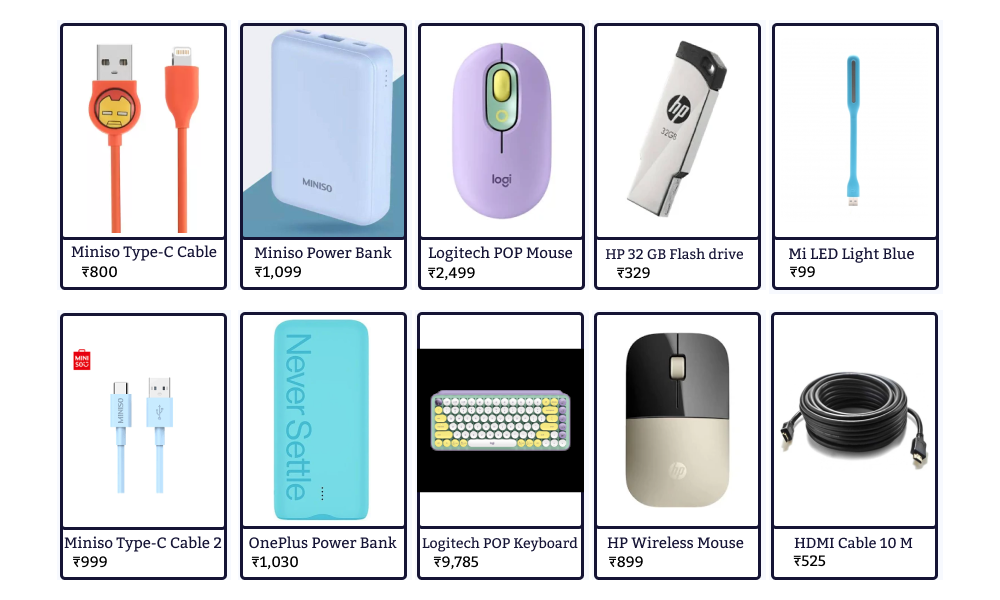 MINISO
logi
hp
32GB
Miniso Type-C Cable
₹800
Miniso Power Bank
₹1,099
Logitech POP Mouse
₹2,499
HP 32 GB Flash drive
₹329
Mi LED Light Blue
₹99
MINI
SO
MINISO
Never Settle
hp
Miniso Type-C Cable 2
₹999
OnePlus Power Bank
₹1,030
Logitech POP Keyboard
₹9,785
HP Wireless Mouse
₹899
HDMI Cable 10 M
₹525